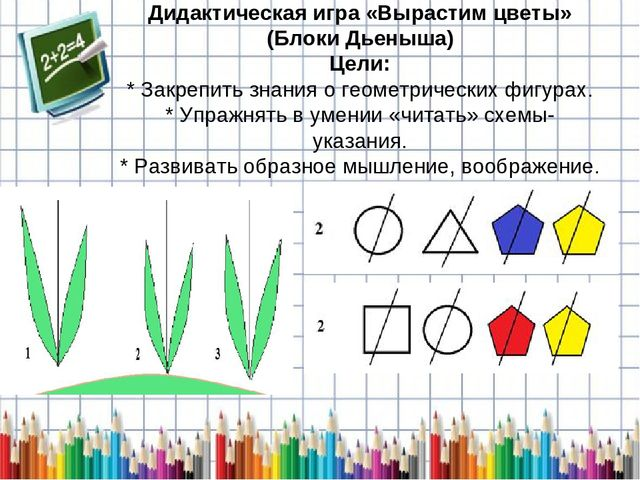 Дидактическая игра «Вырастим цветы»
(Блоки Дьеныша)
Цели:
* Закрепить знания о геометрических фигурах.
* Упражнять в умении «читать» схемы-
указания.
* Развивать образное мышление, воображение.
2+2=4
2
2
1 2 3